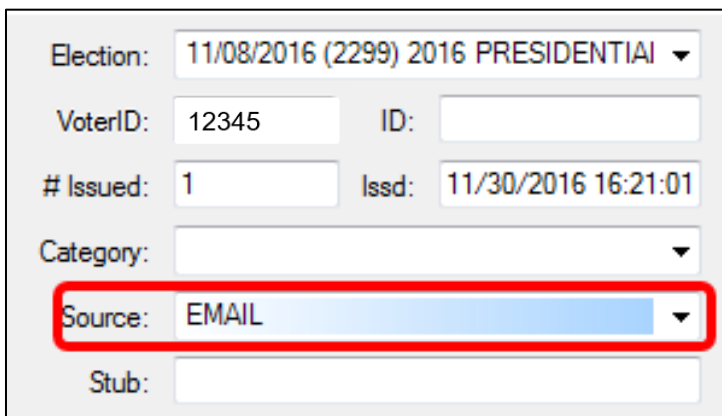 Election: 11/08/2016 (2299) 2016 PRESIDENTIAI
VoterID: 12345 ID:
# Issued: 1 Issd: 11/30/2016 16:21:01
Category:
Source: EMAIL
Stub: